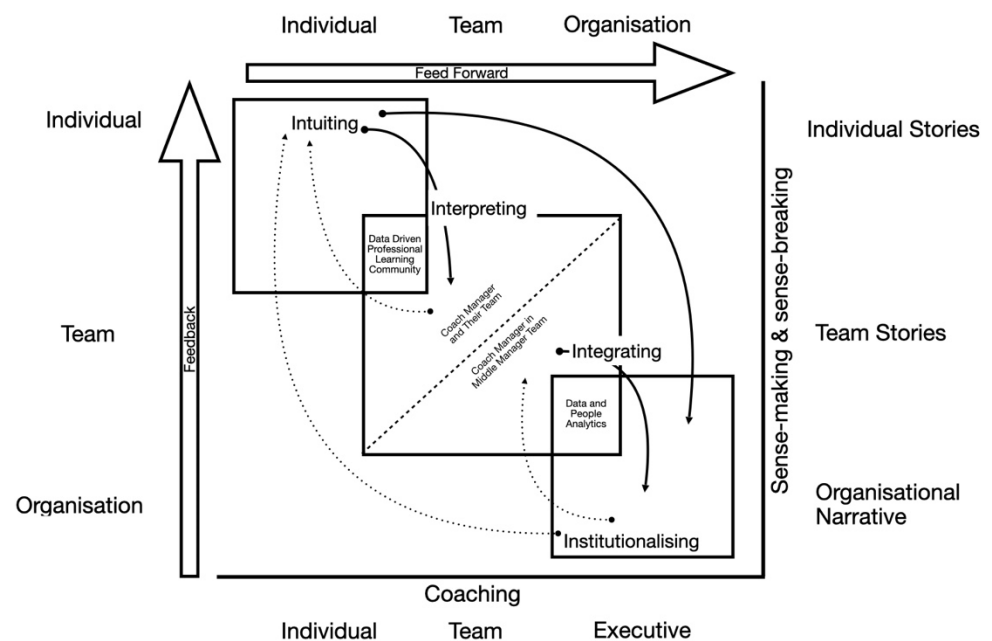 Individual Team Organisation
Feed Forward
Individual
Intuiting
Individual Stories
Interpreting
Data Driven
Professional
Learning
Community
Coach Manager
and Their Team
Coach Manager in
Middle Manager Team
Team
Feedback
Integrating
Team Stories
Sense-making & sense-breaking
Data and
People
Analytics
Organisation
Organisational
Narrative
Institutionalising
Coaching
Individual Team Executive